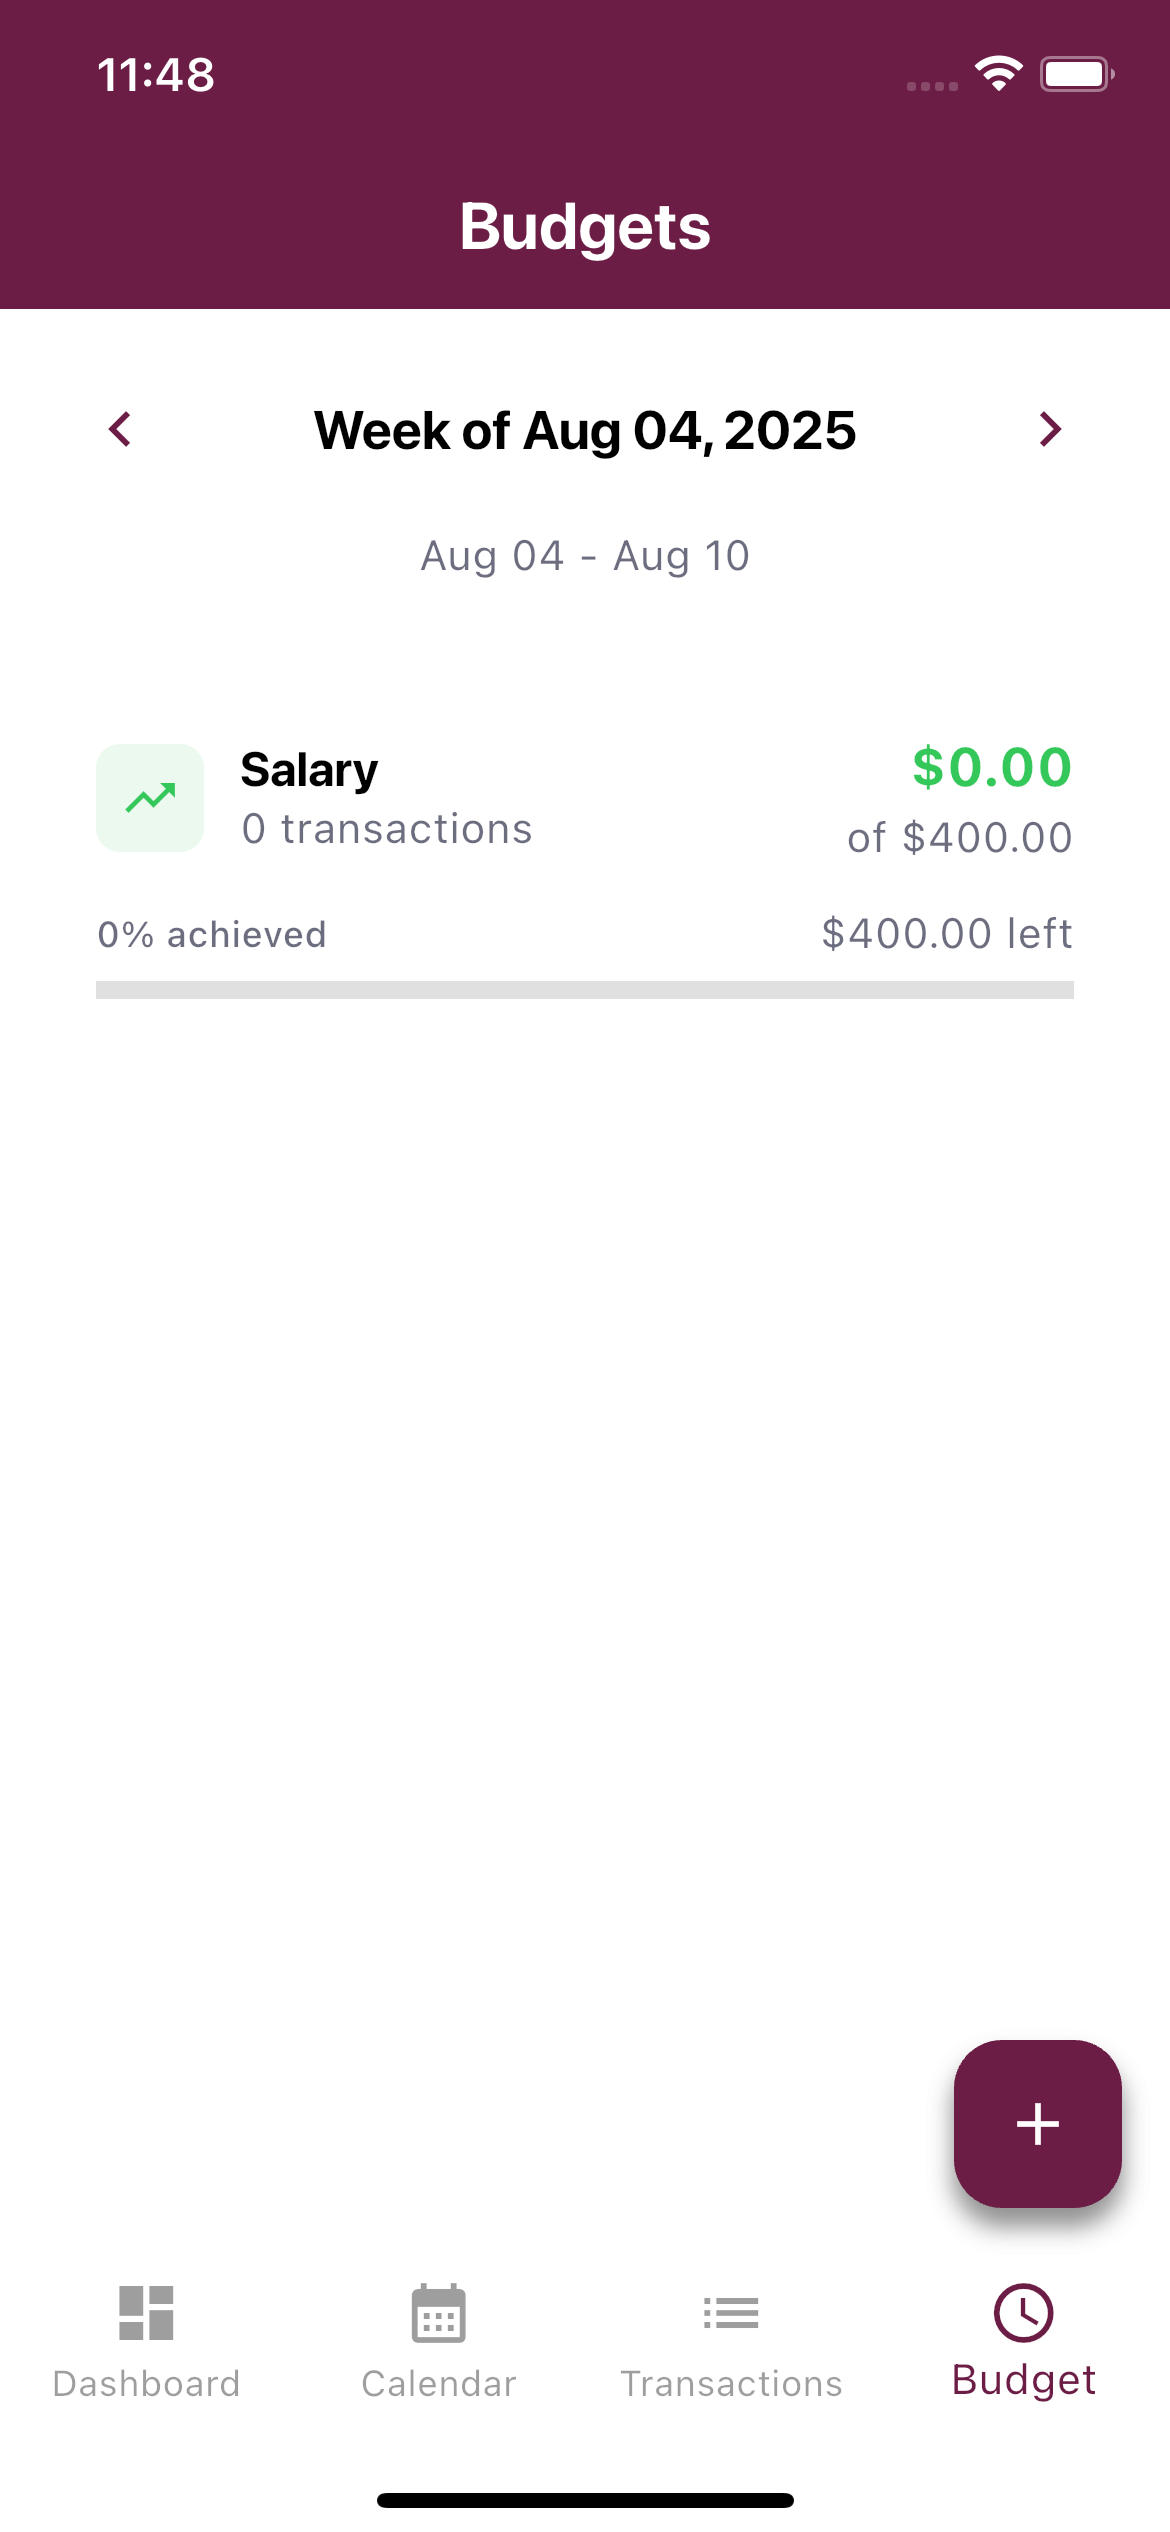 11:48
Budgets
Week of Aug 04, 2025
Aug 04 - Aug 10
Salary
$0.00
0 transactions
of $400.00
0% achieved
$400.00 left
Dashboard
Calendar
Transactions
Budget